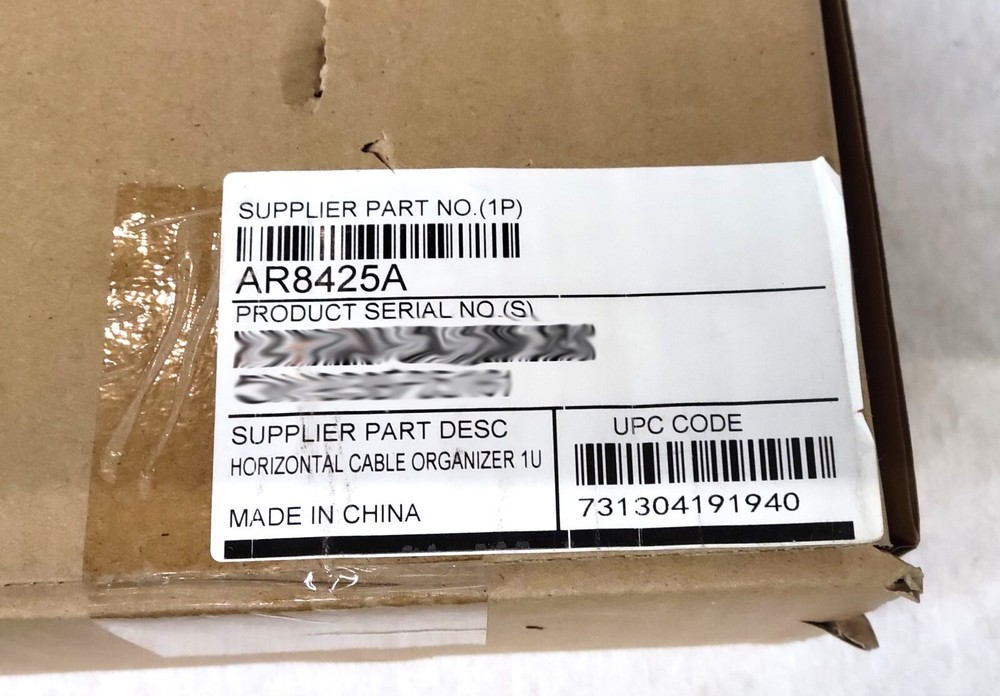 SUPPLIER PART NO.(1P)
AR8425A
PRODUCT SERIAL NO.(S)
SUPPLIER PART DESC
HORIZONTAL CABLE ORGANIZER 1U
MADE IN CHINA
UPC CODE
731304191940